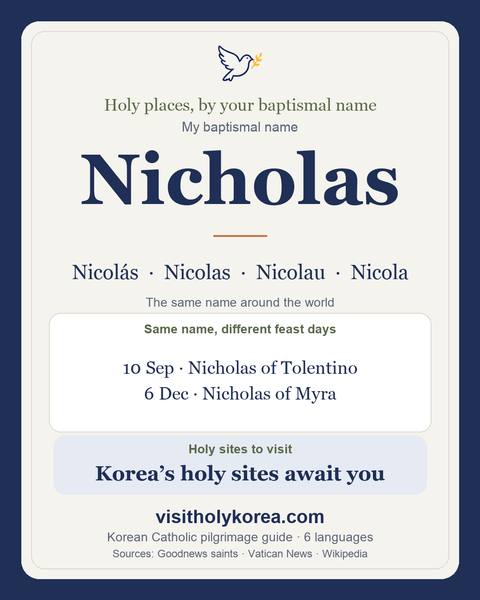 Holy places, by your baptismal name
My baptismal name
Nicholas
Nicolás · Nicolas · Nicolau · Nicola
The same name around the world
Same name, different feast days
10 Sep · Nicholas of Tolentino
6 Dec · Nicholas of Myra
Holy sites to visit
Korea’s holy sites await you
visitholykorea.com
Korean Catholic pilgrimage guide · 6 languages
Sources: Goodnews saints · Vatican News · Wikipedia